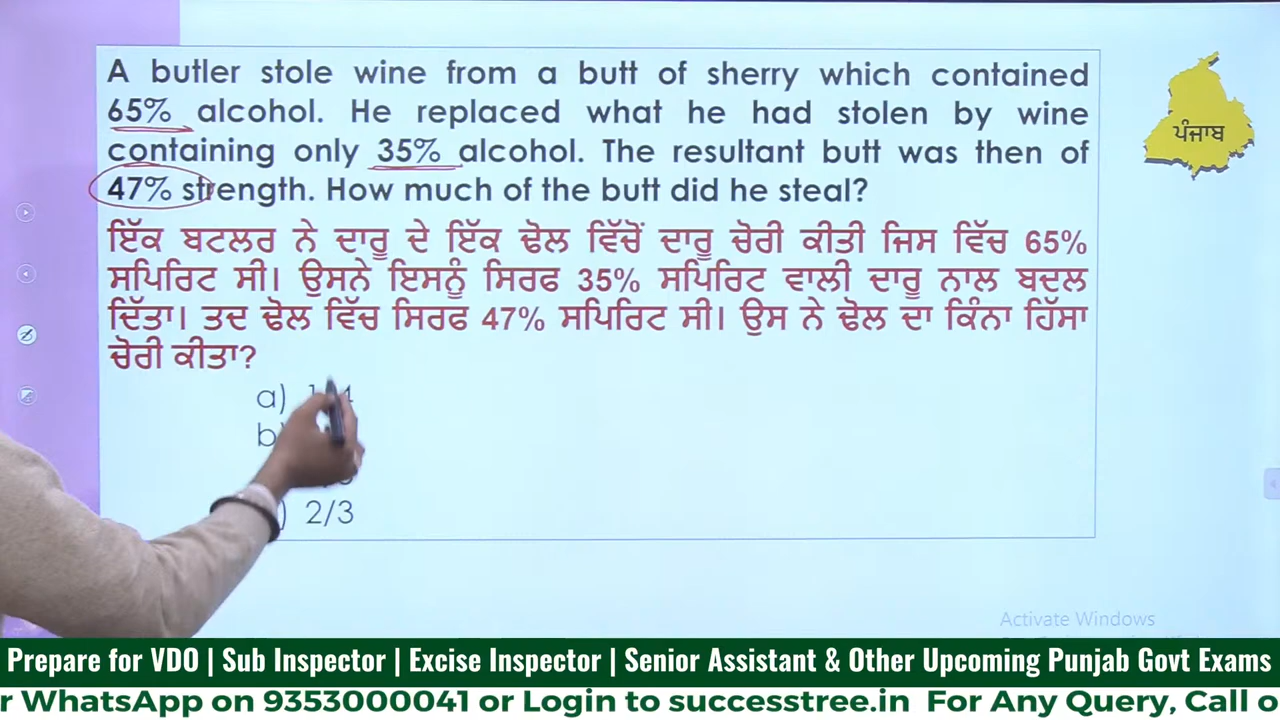 A butler stole wine from a butt of sherry which contained
65% alcohol. He replaced what he had stolen by wine
containing only 35% alcohol. The resultant butt was then of
47% strength. How much of the butt did he steal?
ਇੱਕ ਬਟਲਰ ਨੇ ਦਾਰੂ ਦੇ ਇੱਕ ਢੋਲ ਵਿੱਚੋਂ ਦਾਰੂ ਚੋਰੀ ਕੀਤੀ ਜਿਸ ਵਿੱਚ 65%
ਸਪਿਰਿਟ ਸੀ। ਉਸਨੇ ਇਸਨੂੰ ਸਿਰਫ 35% ਸਪਿਰਿਟ ਵਾਲੀ ਦਾਰੂ ਨਾਲ ਬਦਲ
ਦਿੱਤਾ। ਤਦ ਢੋਲ ਵਿੱਚ ਸਿਰਫ 47% ਸਪਿਰਿਟ ਸੀ। ਉਸ ਨੇ ਢੋਲ ਦਾ ਕਿੰਨਾ ਹਿੱਸਾ
ਚੋਰੀ ਕੀਤਾ?
a)
2/3
ਪੰਜਾਬ
Activate Windows
Prepare for VDO | Sub Inspector | Excise Inspector | Senior Assistant & Other Upcoming Punjab Govt Exams
WhatsApp on 9353000041 or Login to successtree.in For Any Query, Call